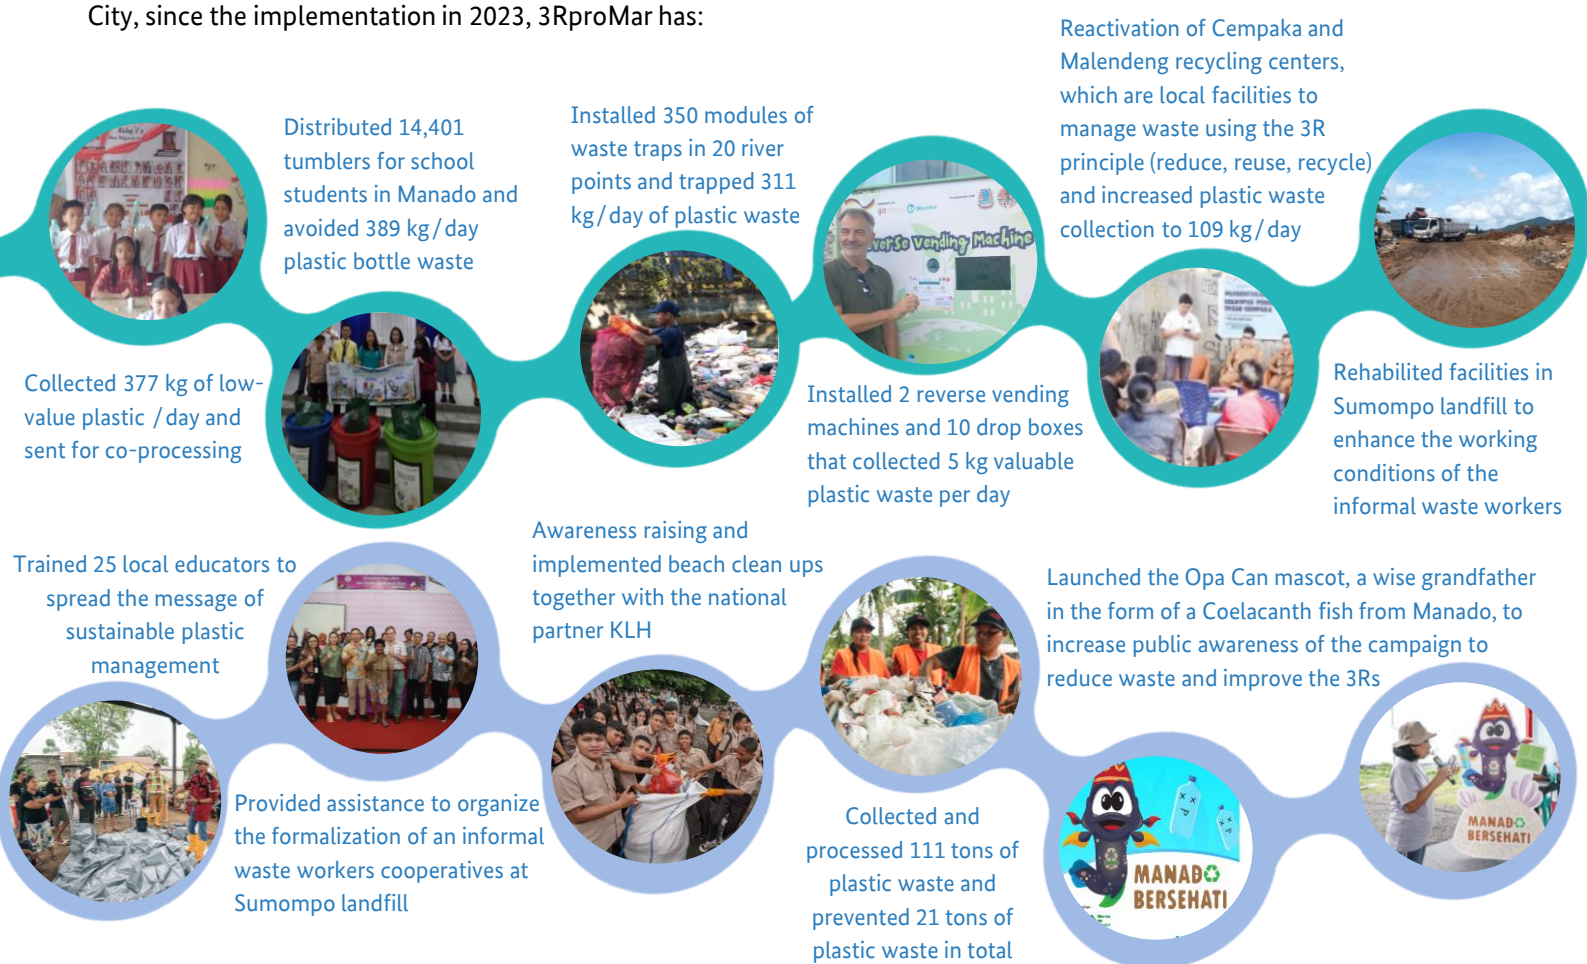 City, since the implementation in 2023, 3RproMar has:
Distributed 14,401
tumblers for school
students in Manado and
avoided 389 kg/day
plastic bottle waste
Installed 350 modules of
waste traps in 20 river
points and trapped 311
kg/day of plastic waste
Reactivation of Cempaka and
Malendeng recycling centers,
which are local facilities to
manage waste using the 3R
principle (reduce, reuse, recycle)
and increased plastic waste
collection to 109 kg/day
Collected 377 kg of low-
value plastic /day and
sent for co-processing
Installed 2 reverse vending
machines and 10 drop boxes
that collected 5 kg valuable
plastic waste per day
Rehabilited facilities in
Sumompo landfill to
enhance the working
conditions of the
informal waste workers
Trained 25 local educators to
spread the message of
sustainable plastic
management
Awareness raising and
implemented beach clean ups
together with the national
partner KLH
Launched the Opa Can mascot, a wise grandfather
in the form of a Coelacanth fish from Manado, to
increase public awareness of the campaign to
reduce waste and improve the 3Rs
Provided assistance to organize
the formalization of an informal
waste workers cooperatives at
Sumompo landfill
Collected and
processed 111 tons of
plastic waste and
prevented 21 tons of
plastic waste in total
giz
verse Vending Machine
MANADO
BERSEHATI
MANADO
BERSEHATI